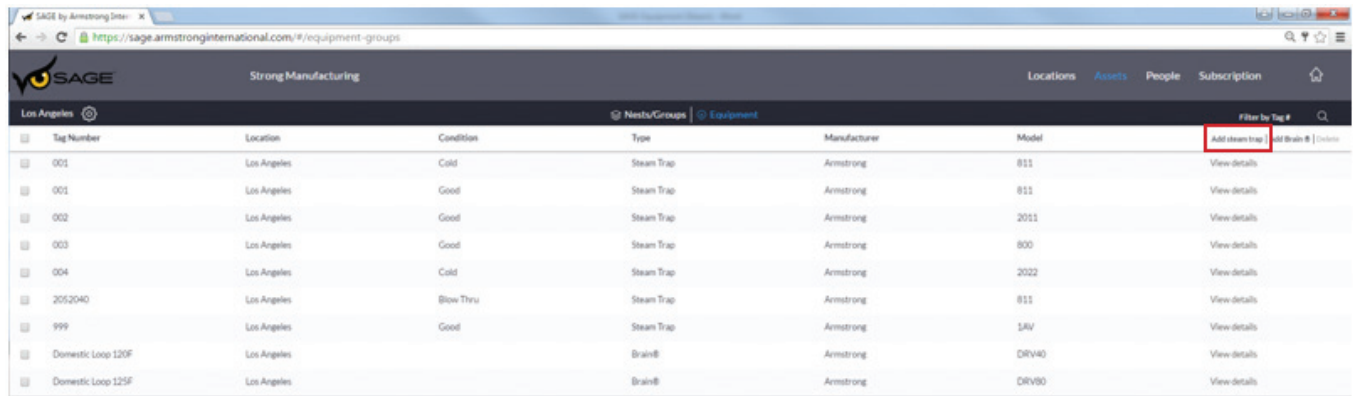 SAGE by Armstrong Inter
https://sage.armstronginternational.com/#/equipment-groups
SAGE Strong Manufacturing Locations Assets People Subscription
Los Angeles Nests/Groups Equipment Filter by Tag #
Tag Number Location Condition Type Manufacturer Model Add steam trap | Add Brain ® | Delete
001 Los Angeles Cold Steam Trap Armstrong 811 View details
001 Los Angeles Good Steam Trap Armstrong 811 View details
002 Los Angeles Good Steam Trap Armstrong 2011 View details
003 Los Angeles Good Steam Trap Armstrong 800 View details
004 Los Angeles Cold Steam Trap Armstrong 2022 View details
2052040 Los Angeles Blow Thru Steam Trap Armstrong 811 View details
999 Los Angeles Good Steam Trap Armstrong 1AV View details
Domestic Loop 120F Los Angeles Brain® Armstrong DRV40 View details
Domestic Loop 125F Los Angeles Brain® Armstrong DRV80 View details